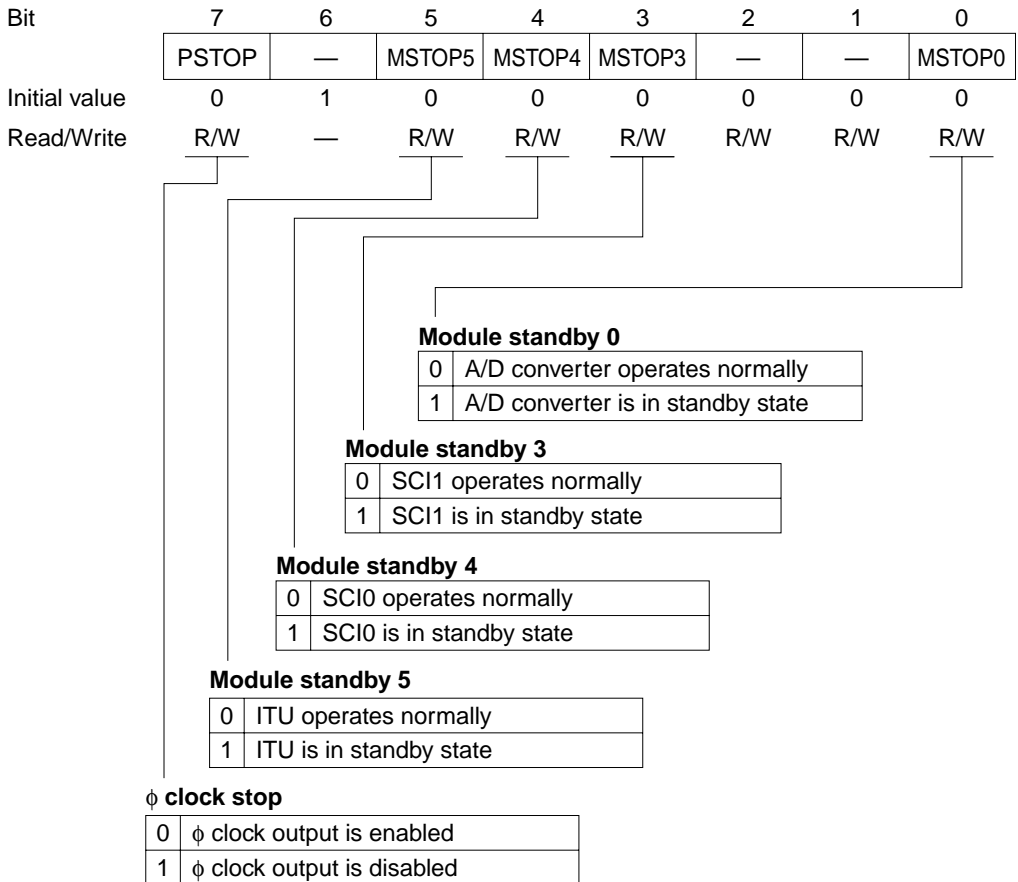 Bit 7 6 5 4 3 2 1 0
PSTOP — MSTOP5 MSTOP4 MSTOP3 — — MSTOP0
Initial value 0 1 0 0 0 0 0 0
Read/Write R/W — R/W R/W R/W R/W R/W R/W
Module standby 0
0 A/D converter operates normally
1 A/D converter is in standby state
Module standby 3
0 SCI1 operates normally
1 SCI1 is in standby state
Module standby 4
0 SCI0 operates normally
1 SCI0 is in standby state
Module standby 5
0 ITU operates normally
1 ITU is in standby state
ϕ clock stop
0 ϕ clock output is enabled
1 ϕ clock output is disabled